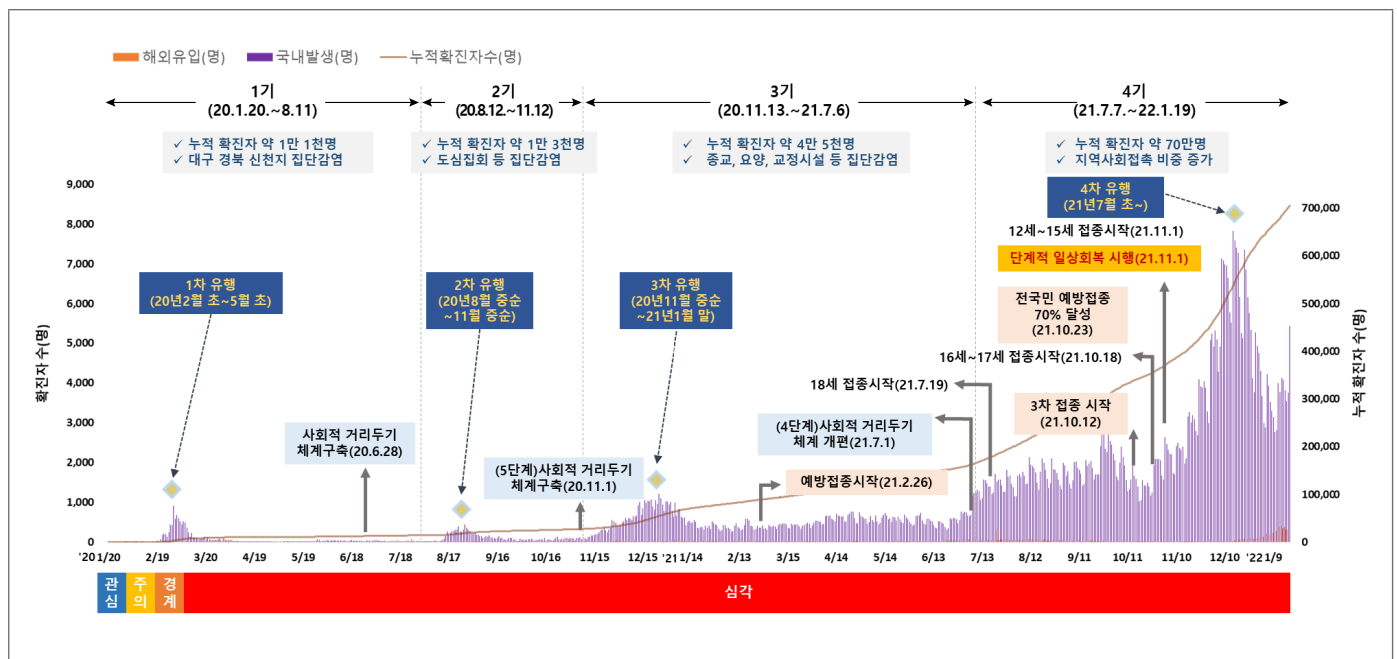 해외유입(명) 국내발생(명) 누적확진자수(명)
1기
(20.1.20.~8.11)
2기
(20.8.12.~11.12)
3기
(20.11.13.~21.7.6)
4기
(21.7.7.~22.1.19)
✓ 누적 확진자 약 1만 1천명
✓ 대구 경북 신천지 집단감염
✓ 누적 확진자 약 1만 3천명
✓ 도심집회 등 집단감염
✓ 누적 확진자 약 4만 5천명
✓ 종교, 요양, 교정시설 등 집단감염
✓ 누적 확진자 약 70만명
✓ 지역사회접촉 비중 증가
확진자 수(명)
9,000
8,000
7,000
6,000
5,000
4,000
3,000
2,000
1,000
0
1차 유행
(20년2월 초~5월 초)
2차 유행
(20년8월 중순
~11월 중순)
3차 유행
(20년11월 중순
~21년1월 말)
4차 유행
(21년7월 초~)
12세~15세 접종시작(21.11.1)
단계적 일상회복 시행(21.11.1)
전국민 예방접종
70% 달성
(21.10.23)
16세~17세 접종시작(21.10.18)
18세 접종시작(21.7.19)
3차 접종 시작
(21.10.12)
(4단계)사회적 거리두기
체계 개편(21.7.1)
사회적 거리두기
체계구축(20.6.28)
(5단계)사회적 거리두기
체계구축(20.11.1)
예방접종시작(21.2.26)
700,000
600,000
500,000
400,000
300,000
200,000
100,000
0
누적 확진자 수(명)
'20 1/20 2/19 3/20 4/19 5/19 6/18 7/18 8/17 9/16 10/16 11/15 12/15 '21 1/14 2/13 3/15 4/14 5/14 6/13 7/13 8/12 9/11 10/11 11/10 12/10 '22 1/9
관심
주의
경계
심각